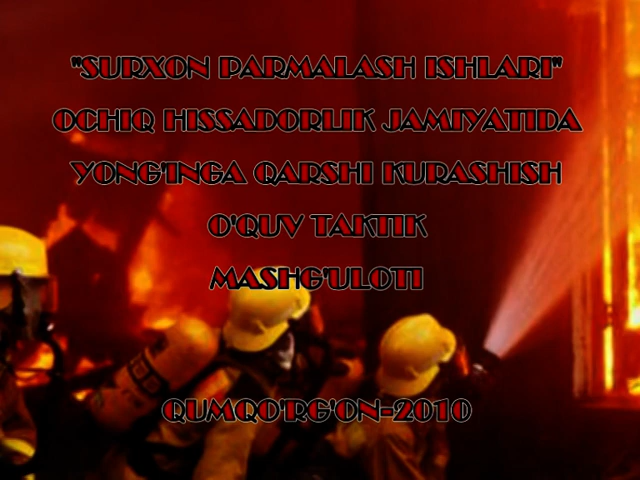 "SURXON PARMALASH ISHLARI"
OCHIQ HISSADORLIK JAMIYATIDA
YONG'INGA QARSHI KURASHISH
O'QUV TAKTIK
MASHG'ULOTI
QUMQO'RG'ON-2010